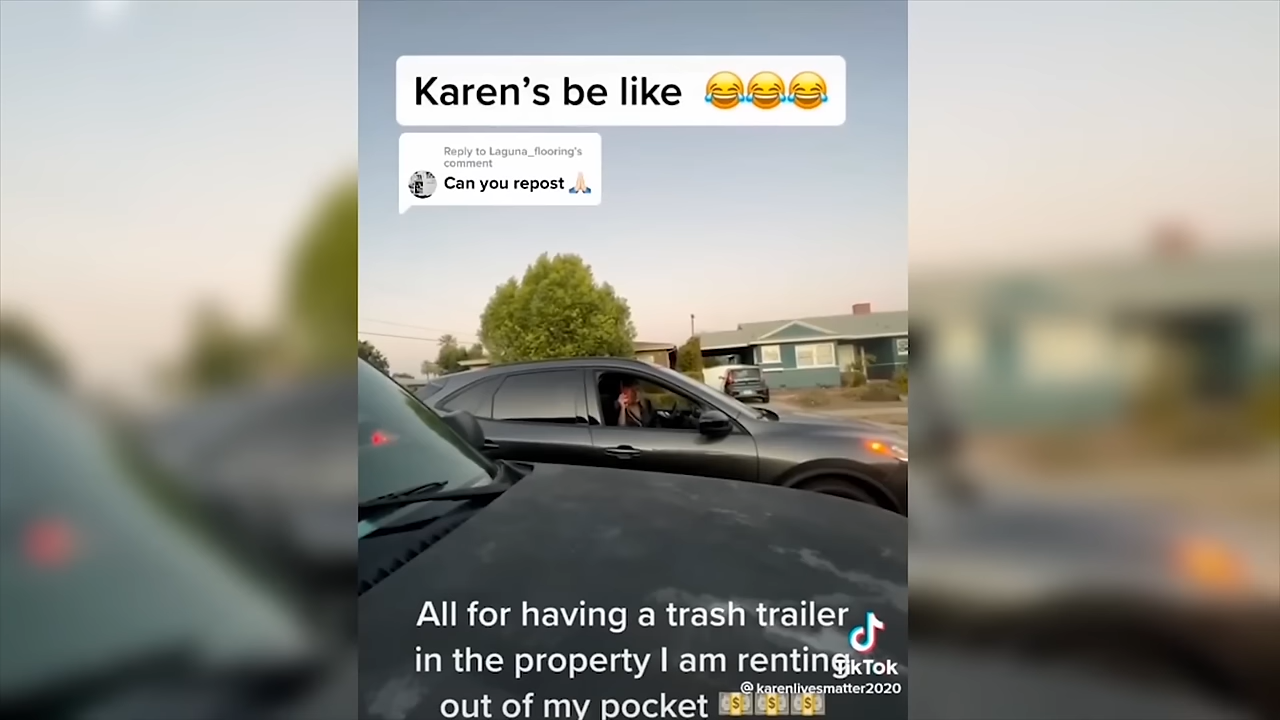 Karen’s be like 😂😂😂
Reply to Laguna_flooring's
comment
Can you repost 🙏🏻
All for having a trash trailer
in the property I am renting
out of my pocket 💵💵💵
TikTok
@karenlivesmatter2020